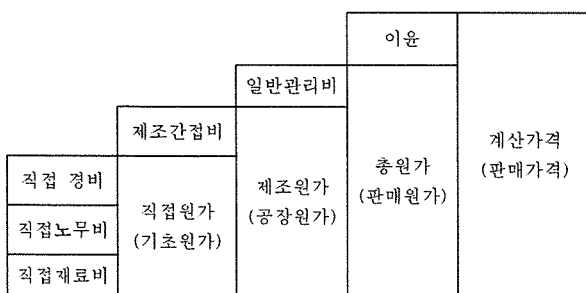 이윤
일반관리비
계산가격
(판매가격)
제조간접비
총원가
(판매원가)
직접 경비
제조원가
(공장원가)
직접원가
(기초원가)
직접노무비
직접재료비